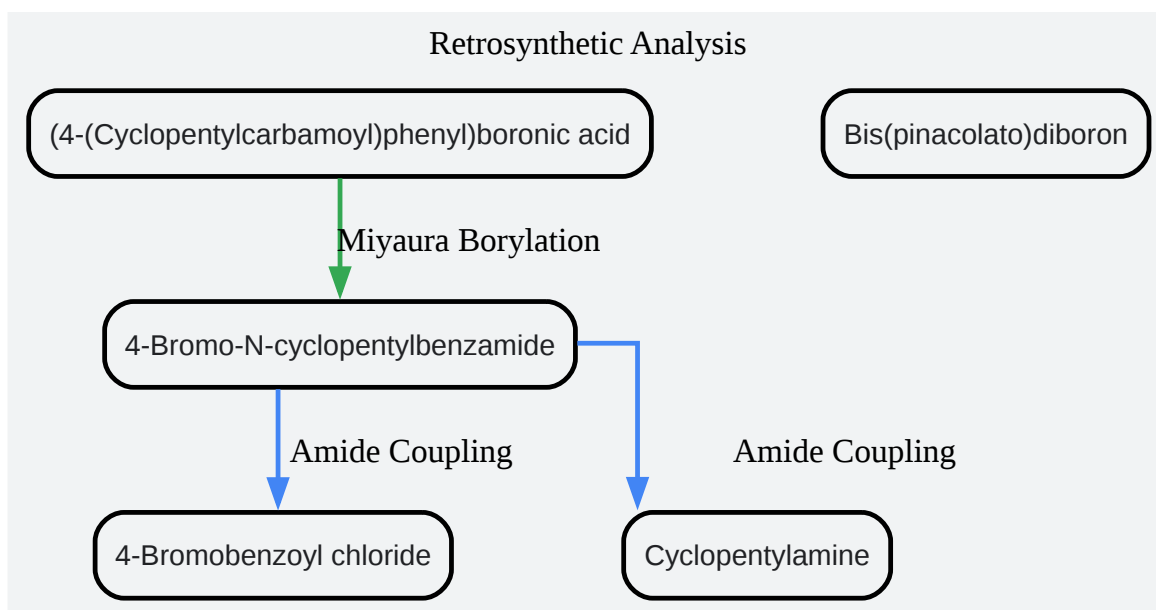 Retrosynthetic Analysis
(4-(Cyclopentylcarbamoyl)phenyl)boronic acid
Bis(pinacolato)diboron
Miyaura Borylation
4-Bromo-N-cyclopentylbenzamide
Amide Coupling
Amide Coupling
4-Bromobenzoyl chloride
Cyclopentylamine